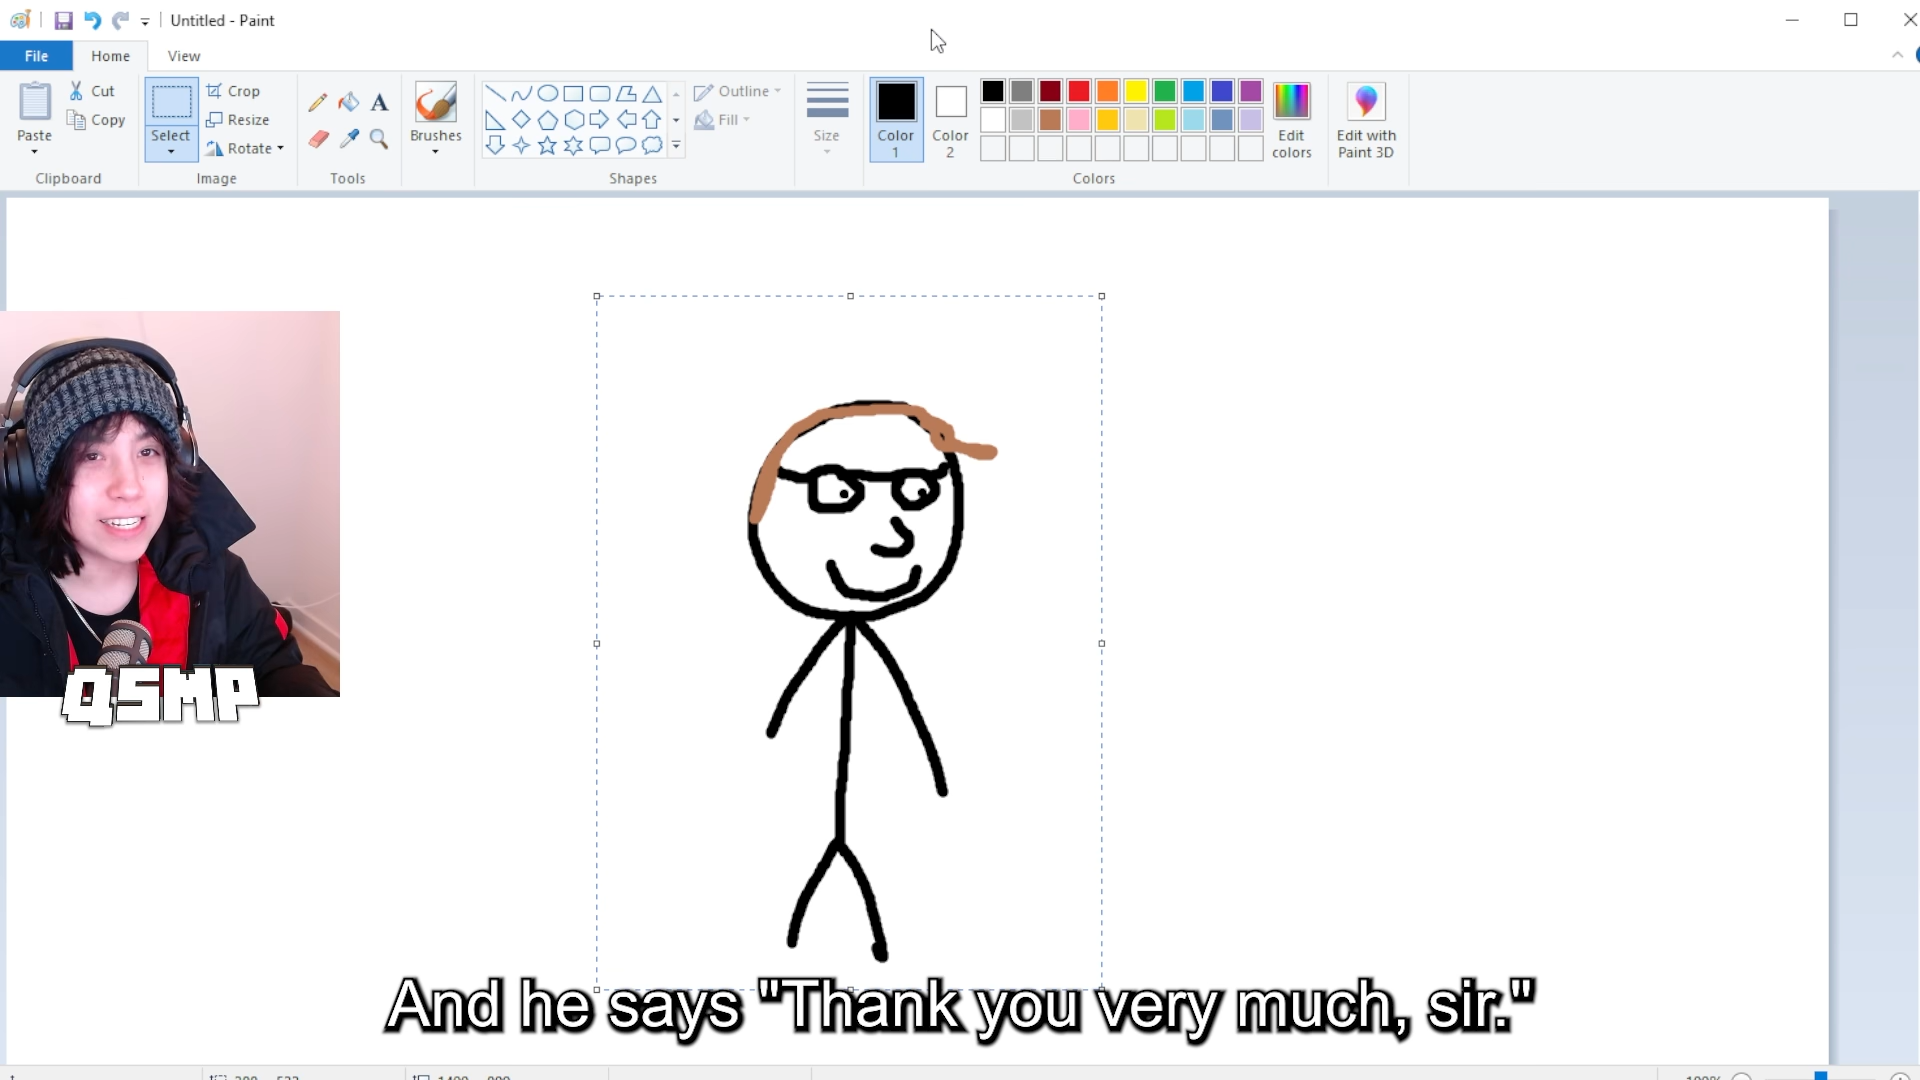 Untitled - Paint
File
Home
View
Paste
Cut
Copy
Clipboard
Select
Crop
Resize
Rotate
Image
A
Tools
Brushes
Shapes
Outline
Fill
Size
Color
1
Color
2
Edit
colors
Colors
Edit with
Paint 3D
QSMP
And he says "Thank you very much, sir."